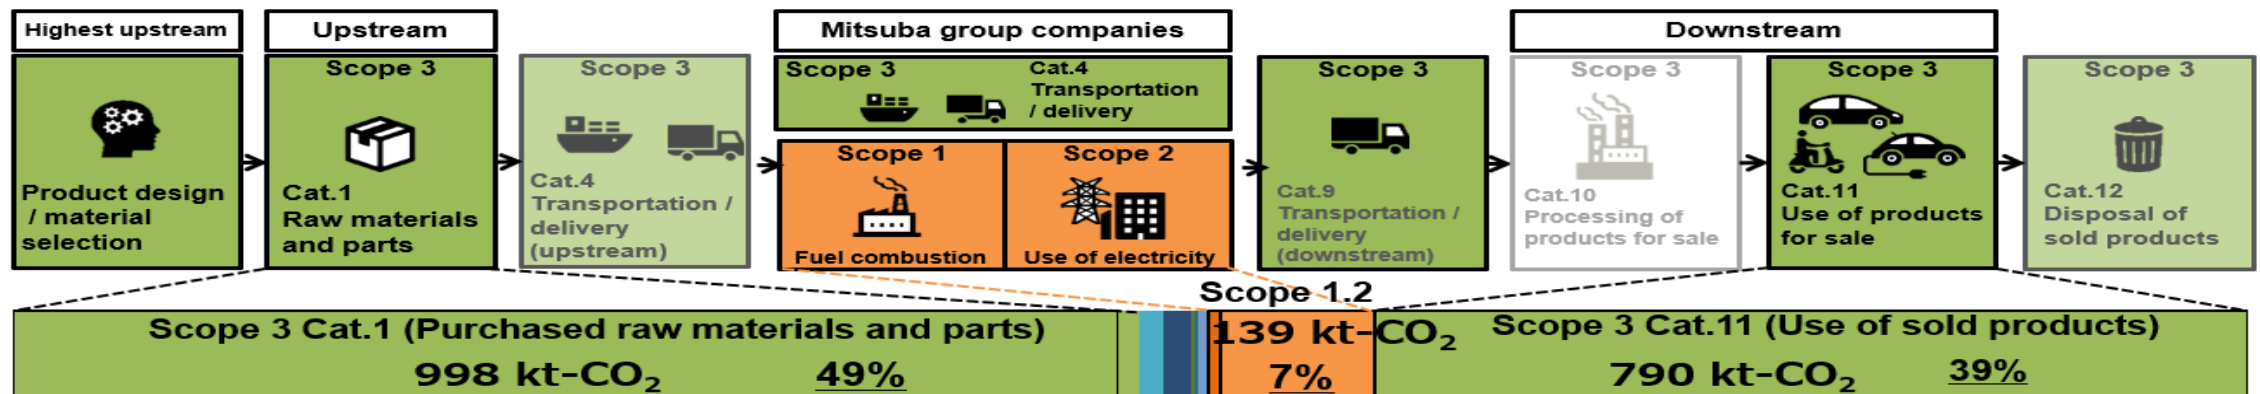 Highest upstream
Product design
/ material
selection
Upstream
Scope 3
Cat.1
Raw materials
and parts
Scope 3
Cat.4
Transportation /
delivery
(upstream)
Mitsuba group companies
Scope 3
Cat.4
Transportation
/ delivery
Scope 1
Fuel combustion
Scope 2
Use of electricity
Scope 3
Cat.9
Transportation /
delivery
(downstream)
Downstream
Scope 3
Cat.10
Processing of
products for sale
Scope 3
Cat.11
Use of products
for sale
Scope 3
Cat.12
Disposal of
sold products
Scope 3 Cat.1 (Purchased raw materials and parts)
998 kt-CO₂ 49%
Scope 1.2
139 kt-CO₂
7%
Scope 3 Cat.11 (Use of sold products)
790 kt-CO₂ 39%